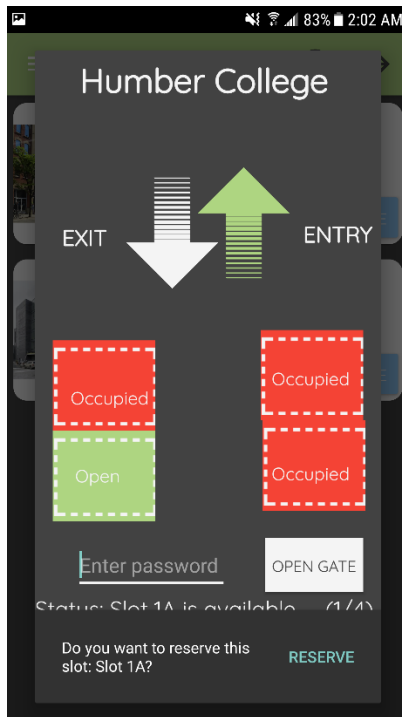 83% 2:02 AM
Humber College
EXIT
ENTRY
Occupied
Occupied
Open
Occupied
Enter password
OPEN GATE
Status: Slot 1A is available (1/4)
Do you want to reserve this
slot: Slot 1A?
RESERVE